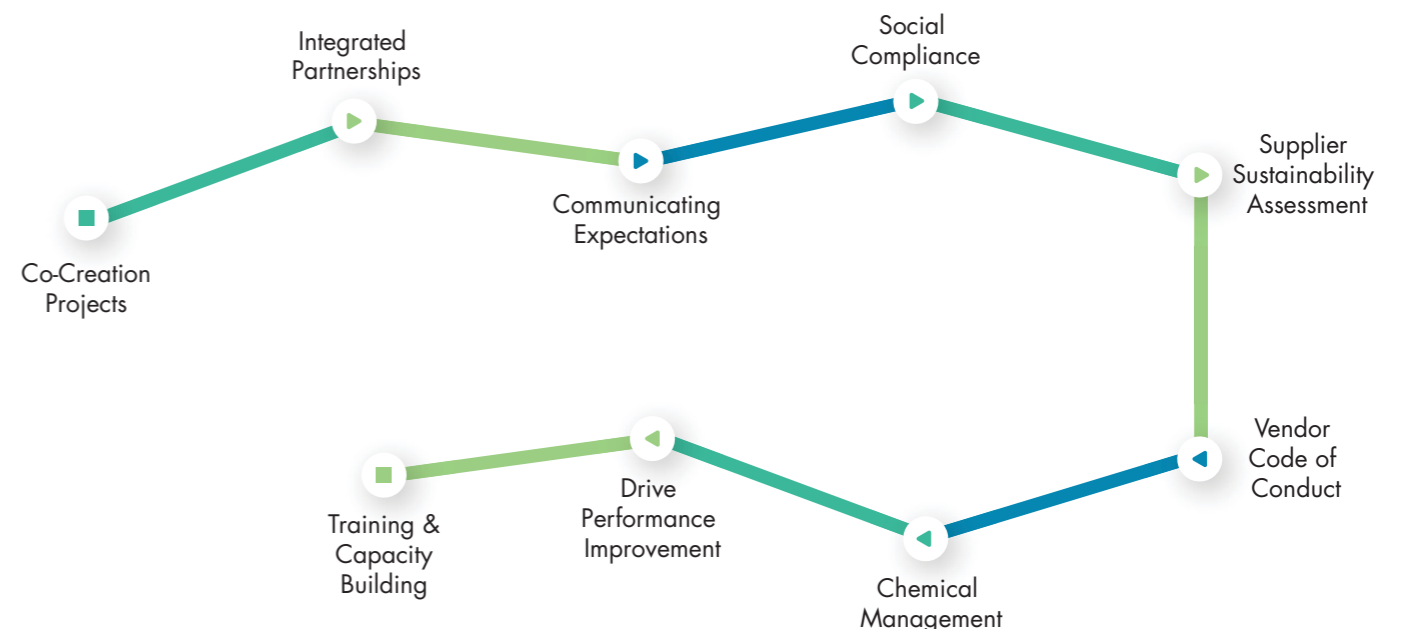 Integrated
Partnerships
Social
Compliance
Supplier
Sustainability
Assessment
Communicating
Expectations
Co-Creation
Projects
Vendor
Code of
Conduct
Drive
Performance
Improvement
Training &
Capacity
Building
Chemical
Management